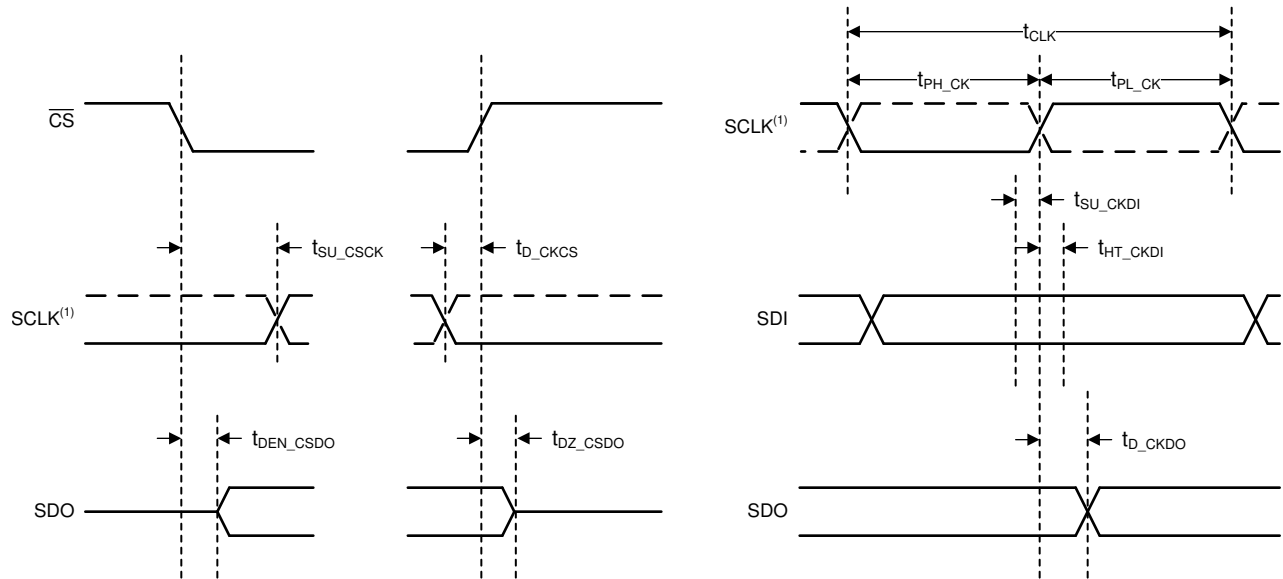 t_CLK
t_PH_CK t_PL_CK
CS
SCLK(1)
t_SU_CKDI
t_SU_CSCK t_D_CKCS t_HT_CKDI
SCLK(1) SDI
t_DEN_CSDO t_DZ_CSDO t_D_CKDO
SDO SDO